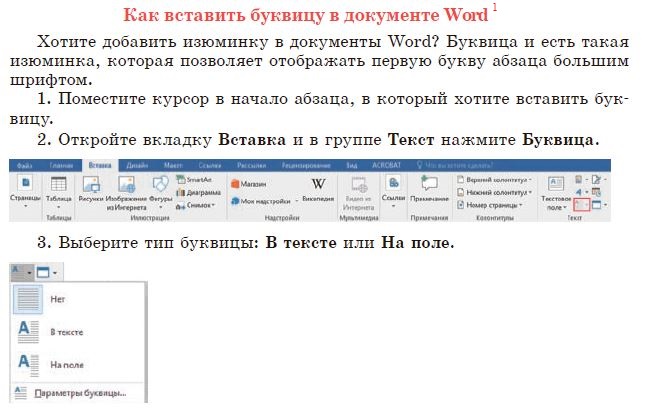 Как вставить буквицу в документе Word 1
Хотите добавить изюминку в документы Word? Буквица и есть такая
изюминка, которая позволяет отображать первую букву абзаца большим
шрифтом.
1. Поместите курсор в начало абзаца, в который хотите вставить бук-
вицу.
2. Откройте вкладку Вставка и в группе Текст нажмите Буквица.
Файл Главная Вставка Дизайн Макет Ссылки Рассылки Рецензирование Вид ACROBAT Что вы хотите сделать?
Страницы Таблица Рисунки Изображения из Интернета Фигуры SmartArt Диаграмма Снимок Магазин Мои надстройки Википедия Видео из Интернета Ссылки Примечание Верхний колонтитул Нижний колонтитул Номер страницы Текстовое поле
Таблицы Иллюстрации Надстройки Мультимедиа Примечания Колонтитулы Текст
3. Выберите тип буквицы: В тексте или На поле.
Нет
В тексте
На поле
Параметры буквицы...